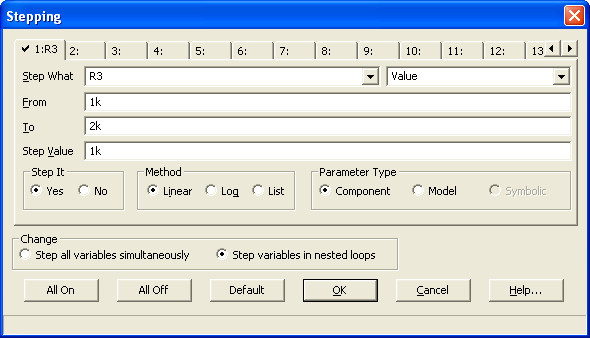 Stepping
1:R3 2: 3: 4: 5: 6: 7: 8: 9: 10: 11: 12: 13
Step What R3 Value
From 1k
To 2k
Step Value 1k
Step It Method Parameter Type
Yes No Linear Log List Component Model Symbolic
Change
Step all variables simultaneously Step variables in nested loops
All On All Off Default OK Cancel Help...